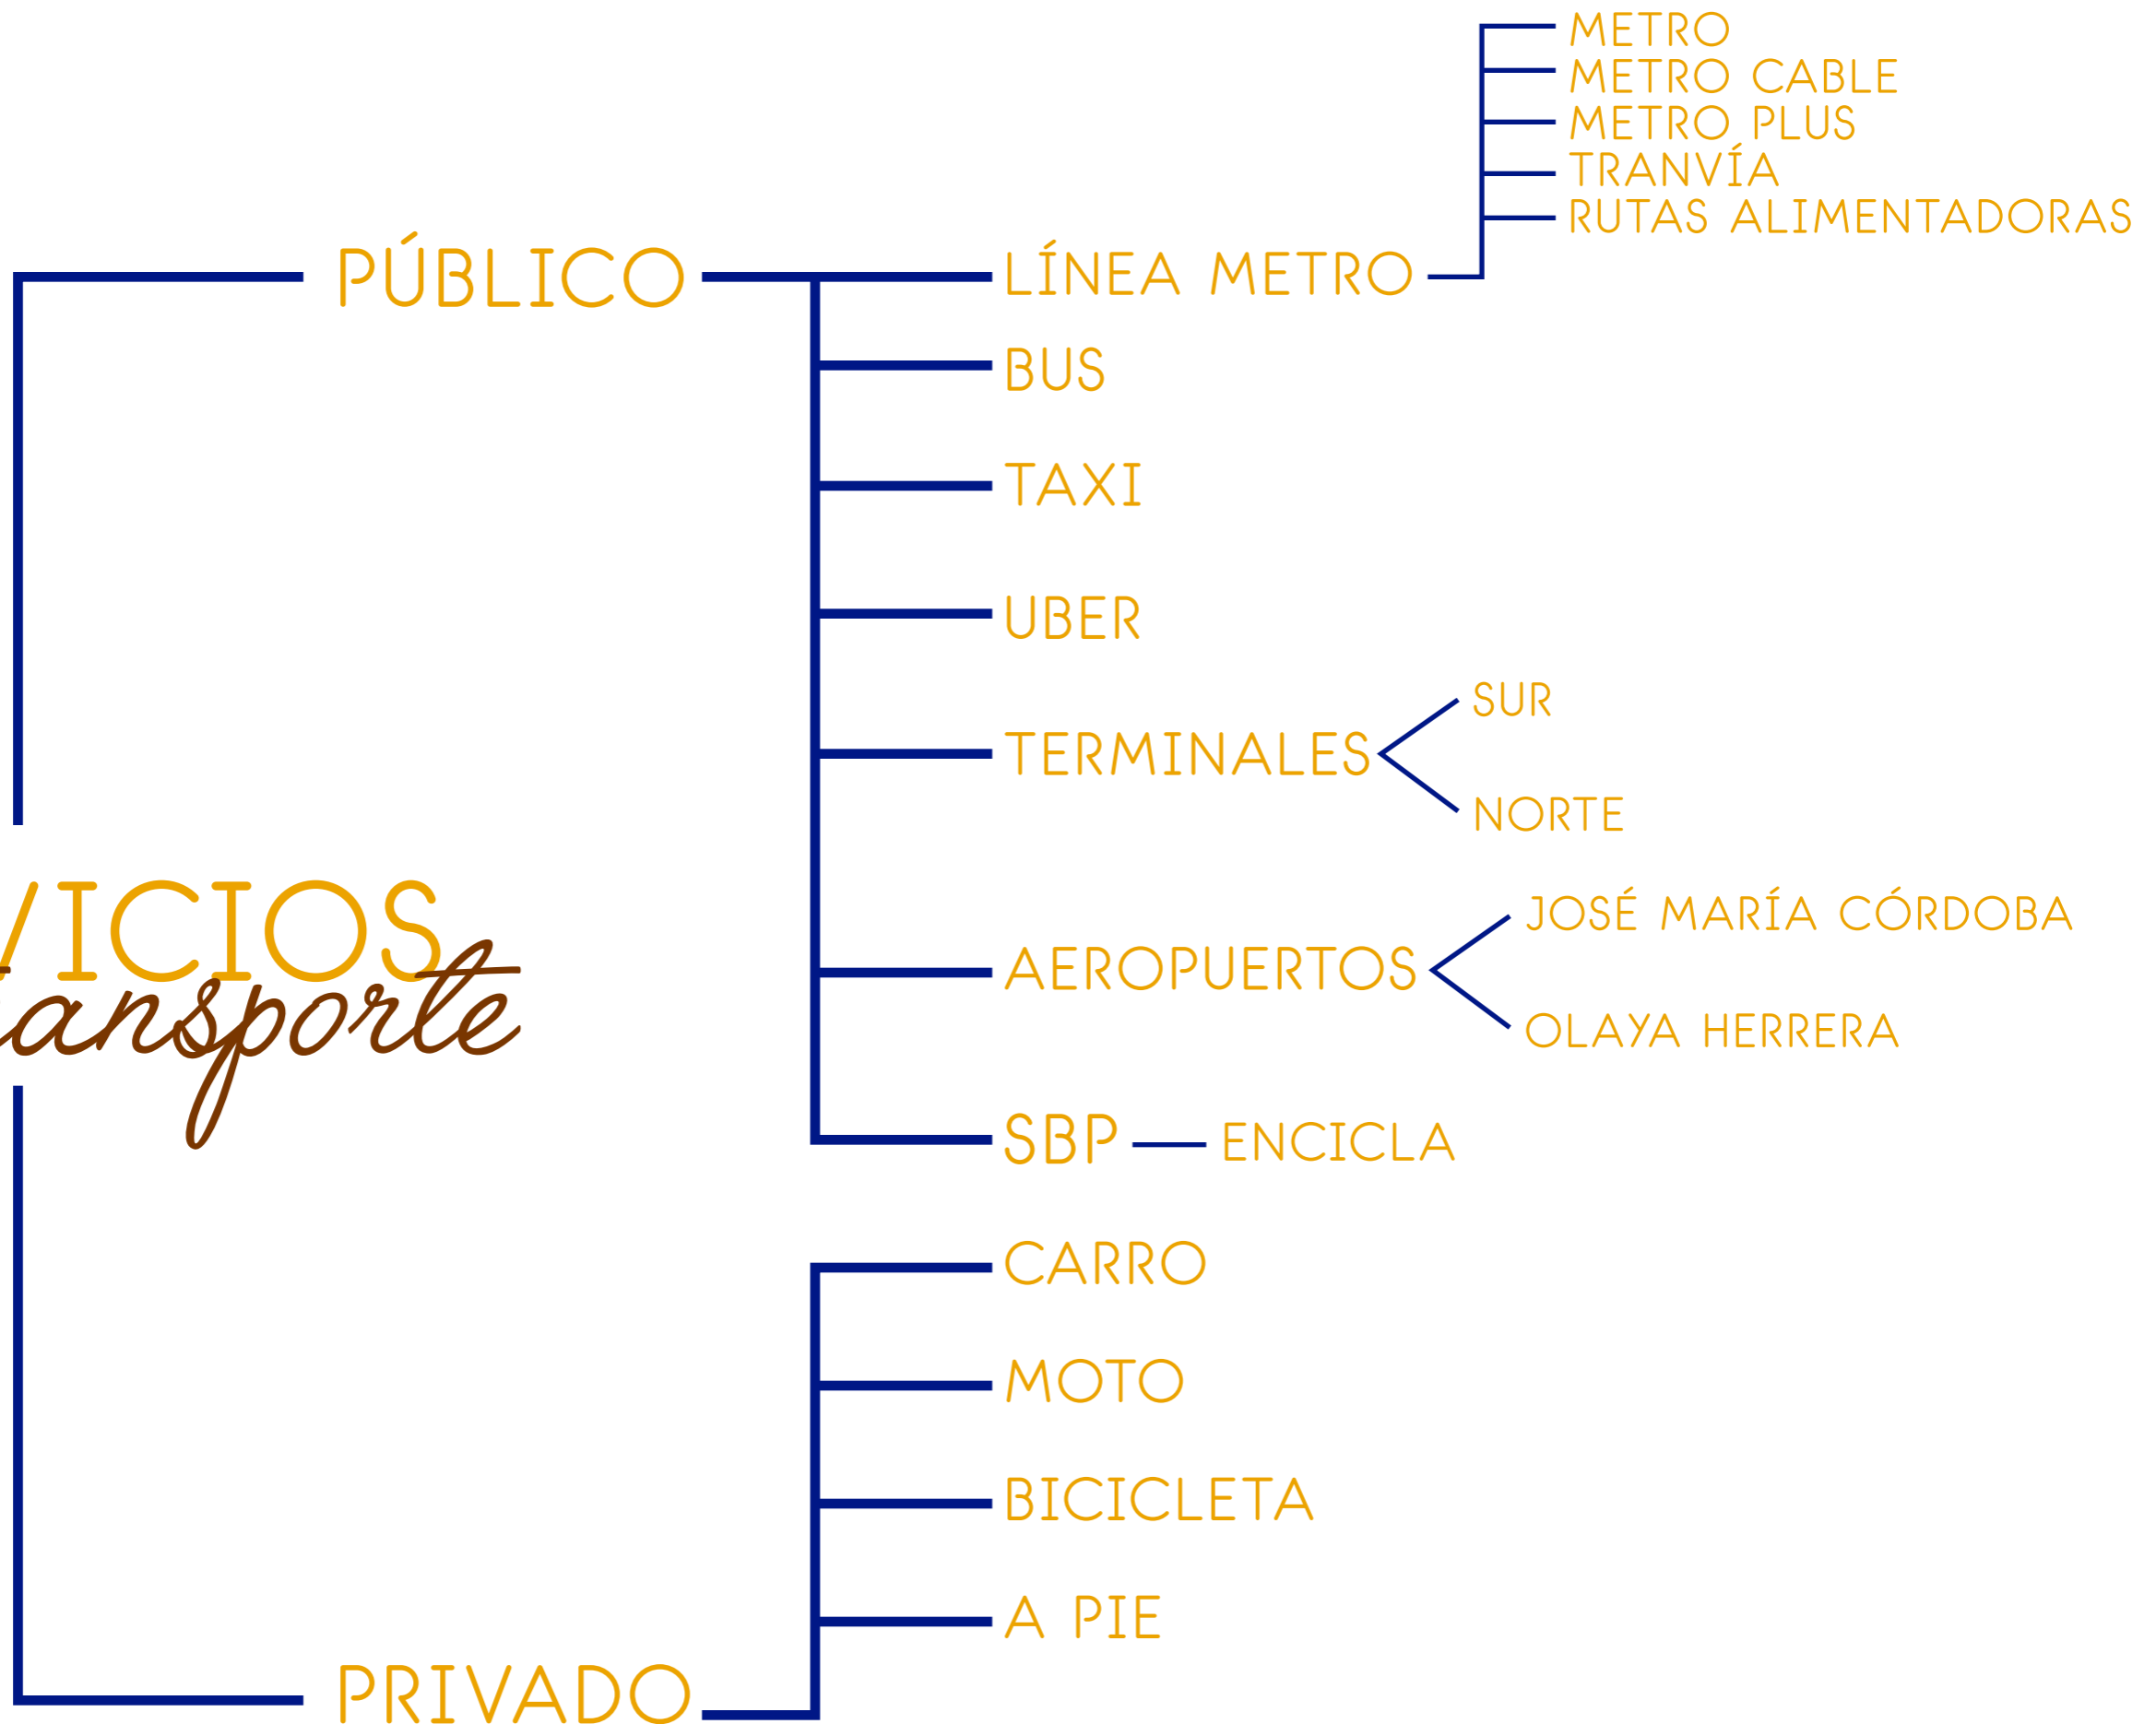 METRO
METRO CABLE
METRO PLUS
TRANVÍA
RUTAS ALIMENTADORAS
PÚBLICO
LÍNEA METRO
BUS
TAXI
UBER
TERMINALES
SUR
NORTE
AEROPUERTOS
JOSÉ MARÍA CÓRDOBA
OLAYA HERRERA
SBP
ENCICLA
VICIOS
ansporte
CARRO
MOTO
BICICLETA
A PIE
PRIVADO